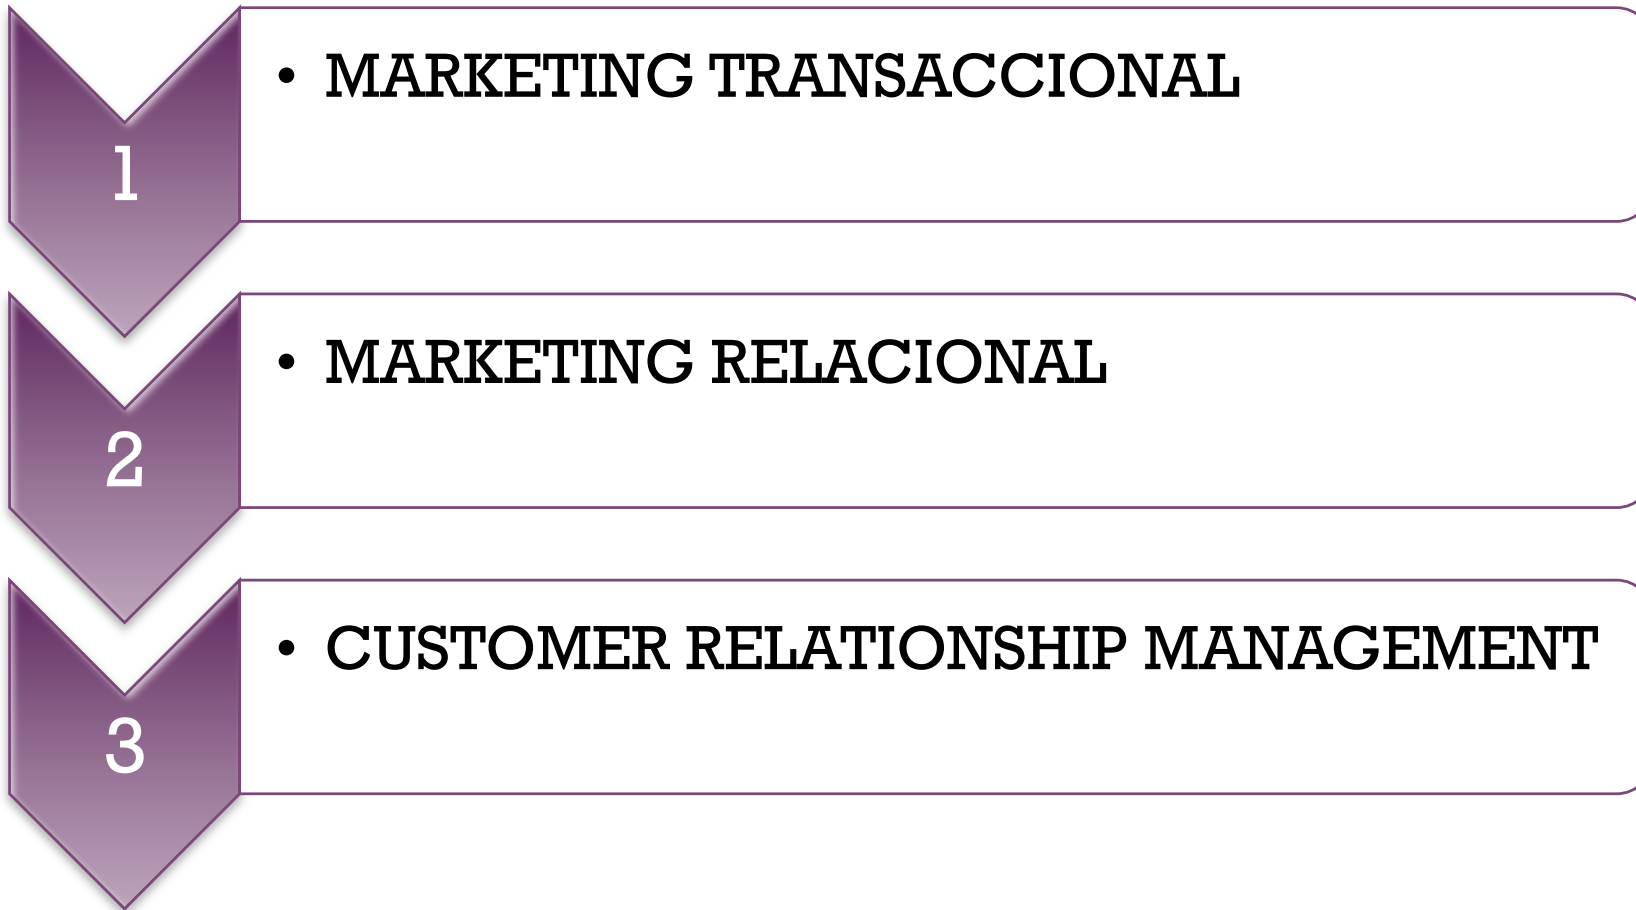 1
• MARKETING TRANSACCIONAL
2
• MARKETING RELACIONAL
3
• CUSTOMER RELATIONSHIP MANAGEMENT